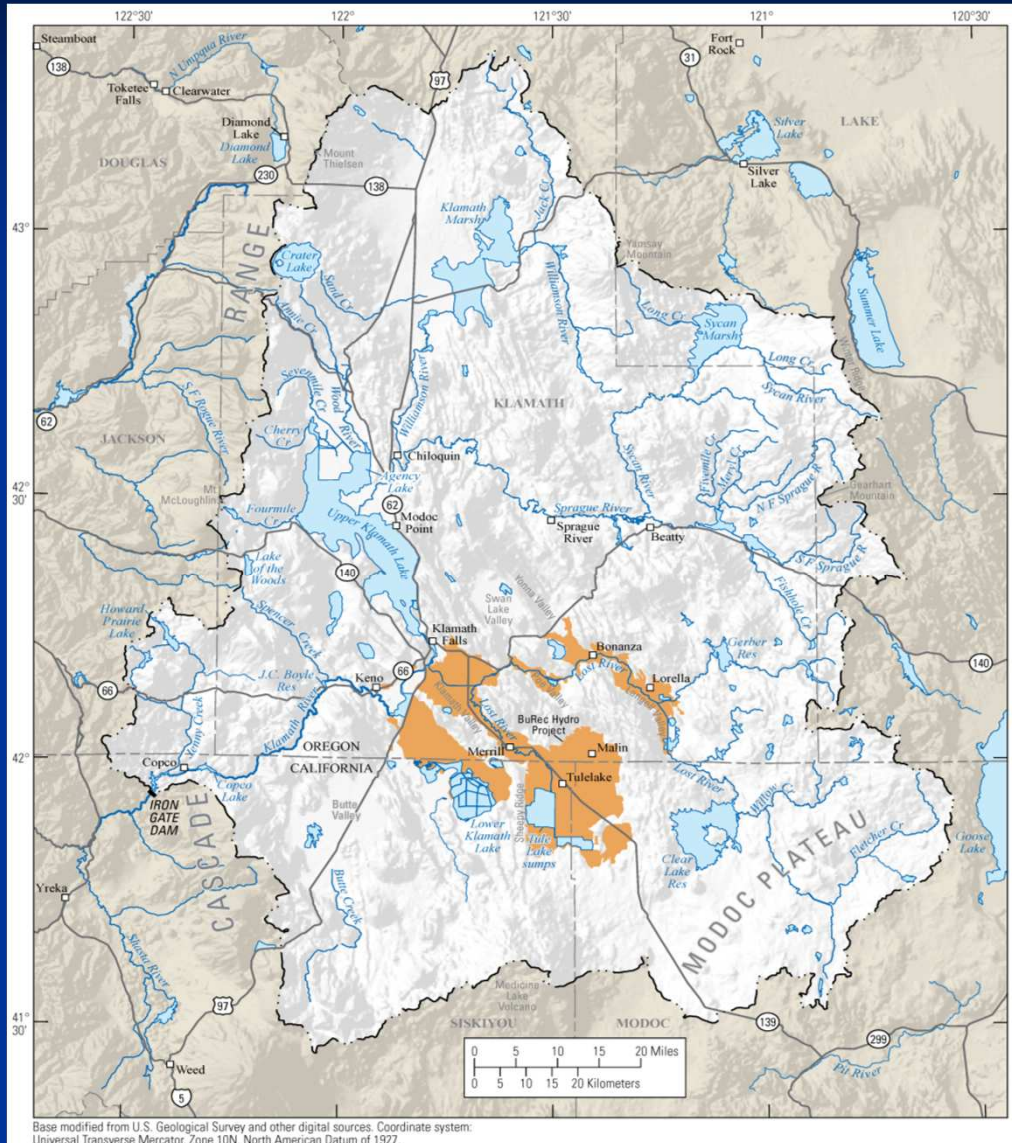 122°30'
122°
121°30'
121°
120°30'
Steamboat
138
N Umpqua River
97
Fort
Rock
31
Toketee
Falls
Clearwater
Diamond
Lake
Diamond
Lake
Silver
Lake
LAKE
DOUGLAS
Mount
Thielsen
Silver
Lake
230
138
Jack Cr
Klamath
Marsh
43°
RANGE
Crater
Lake
Sand Cr
Yamsay
Mountain
Williamson River
Annie Cr
Long Cr
Sycan
Marsh
Summer Lake
Long Cr
Sevenmile Cr
Wood
River
Williamson River
Sycan River
62
S F Rogue River
KLAMATH
JACKSON
Cherry
Cr
Chiloquin
Sycan River
Fivemile Cr
Meryl Cr
N F Sprague R
Agency
Lake
Mt
McLoughlin
Gearhart
Mountain
42°
30'
Fourmile
Cr
62
Modoc
Point
Sprague River
Upper Klamath Lake
Sprague
River
Beatty
S F Sprague R
Lake
of the
Woods
140
Yonna Valley
Fishhole Cr
Howard
Prairie
Lake
Spencer
Creek
Swan
Lake
Valley
Klamath
Falls
Bonanza
Gerber
Res
140
J.C. Boyle
Res
66
Keno
66
Lost River
Lorella
Klamath Valley
Lost River
Jenny Creek
Klamath River
BuRec Hydro
Project
42°
OREGON
CALIFORNIA
Merrill
Malin
Copco
Tulelake
Lost River
Copco
Lake
Willow Cr
IRON
GATE
DAM
Butte
Valley
Sheepy Ridge
Lower
Klamath
Lake
Tule
Lake
sumps
Clear
Lake
Res
Fletcher Cr
Goose
Lake
CASCADE
MODOC PLATEAU
Yreka
Butte Creek
Shasta River
Medicine
Lake
Volcano
97
SISKIYOU
MODOC
41°
30'
139
299
0 5 10 15 20 Miles
0 5 10 15 20 Kilometers
Pit River
Weed
5
Base modified from U.S. Geological Survey and other digital sources. Coordinate system:
Universal Transverse Mercator, Zone 10N, North American Datum of 1927